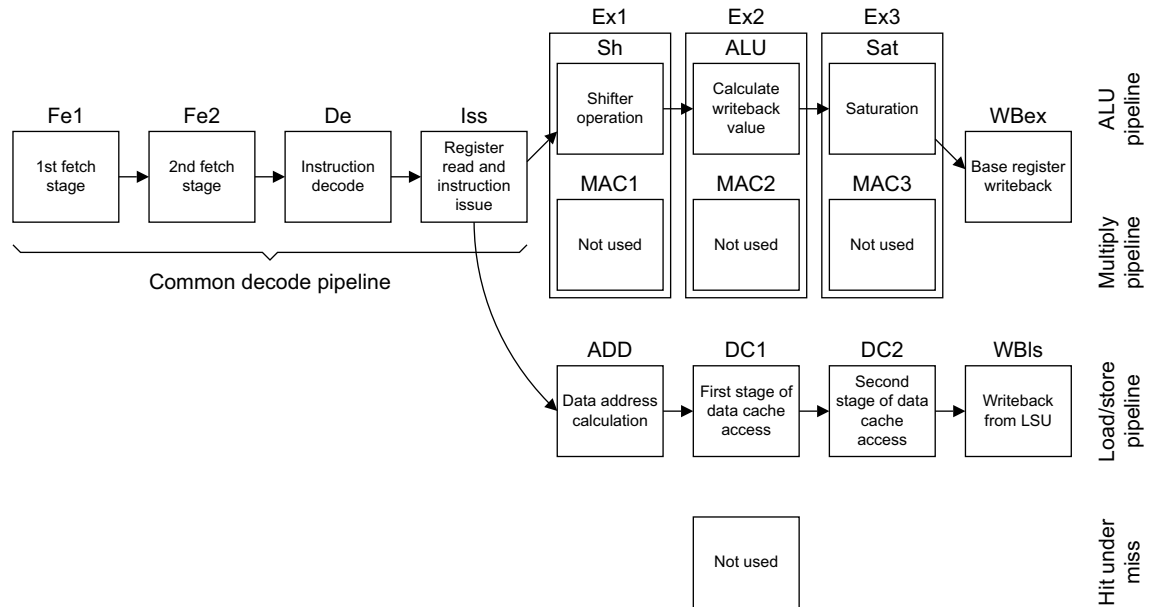 Ex1
Ex2
Ex3
Sh
ALU
Sat
Fe1
Fe2
De
Iss
WBex
1st fetch
stage
2nd fetch
stage
Instruction
decode
Register
read and
instruction
issue
Shifter
operation
Calculate
writeback
value
Saturation
Base register
writeback
ALU
pipeline
MAC1
MAC2
MAC3
Not used
Not used
Not used
Multiply
pipeline
Common decode pipeline
ADD
DC1
DC2
WBls
Data address
calculation
First stage of
data cache
access
Second
stage of data
cache
access
Writeback
from LSU
Load/store
pipeline
Not used
Hit under
miss